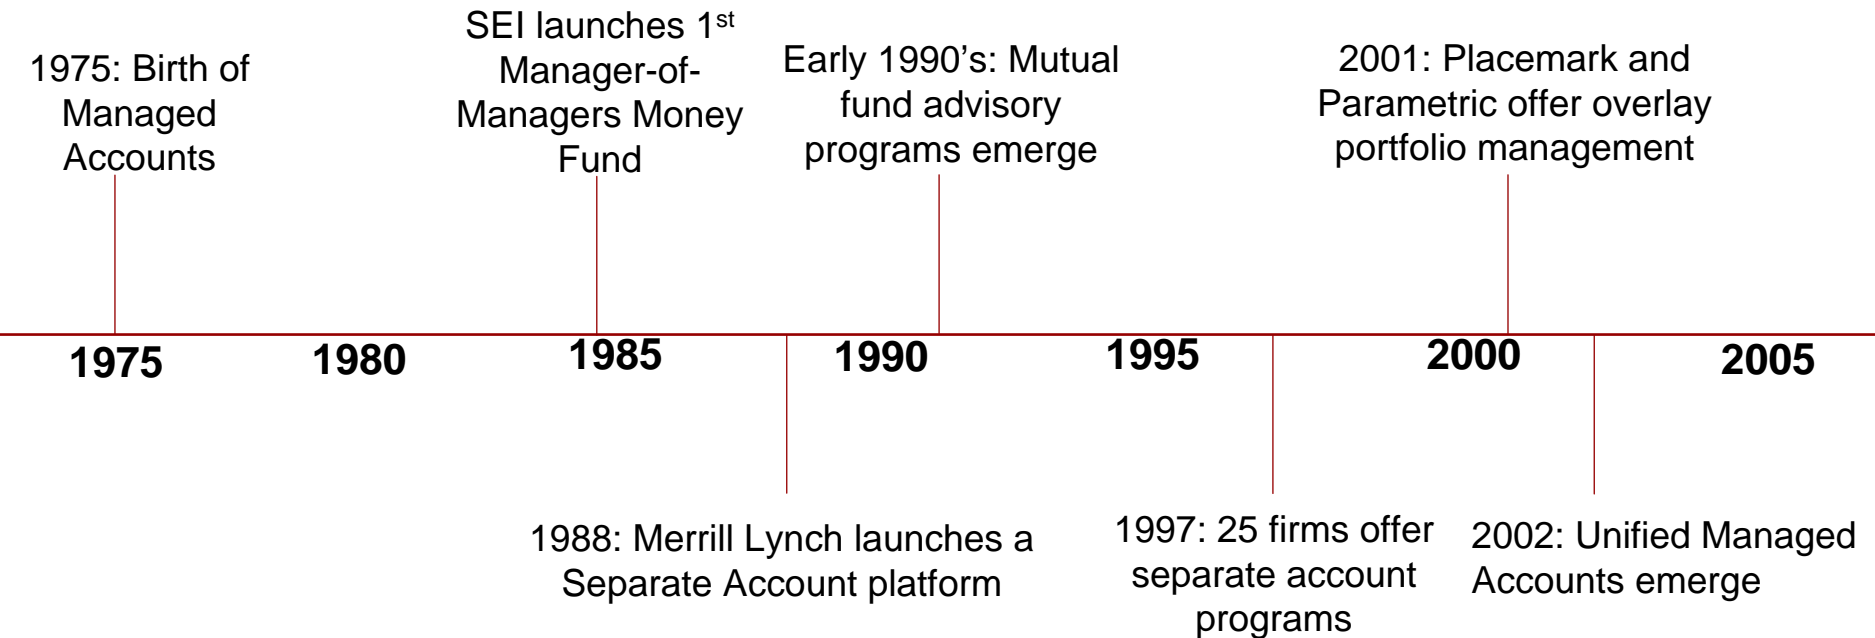 1975: Birth of
Managed
Accounts
SEI launches 1st
Manager-of-
Managers Money
Fund
Early 1990's: Mutual
fund advisory
programs emerge
2001: Placemark and
Parametric offer overlay
portfolio management
1975
1980
1985
1990
1995
2000
2005
1988: Merrill Lynch launches a
Separate Account platform
1997: 25 firms offer
separate account
programs
2002: Unified Managed
Accounts emerge